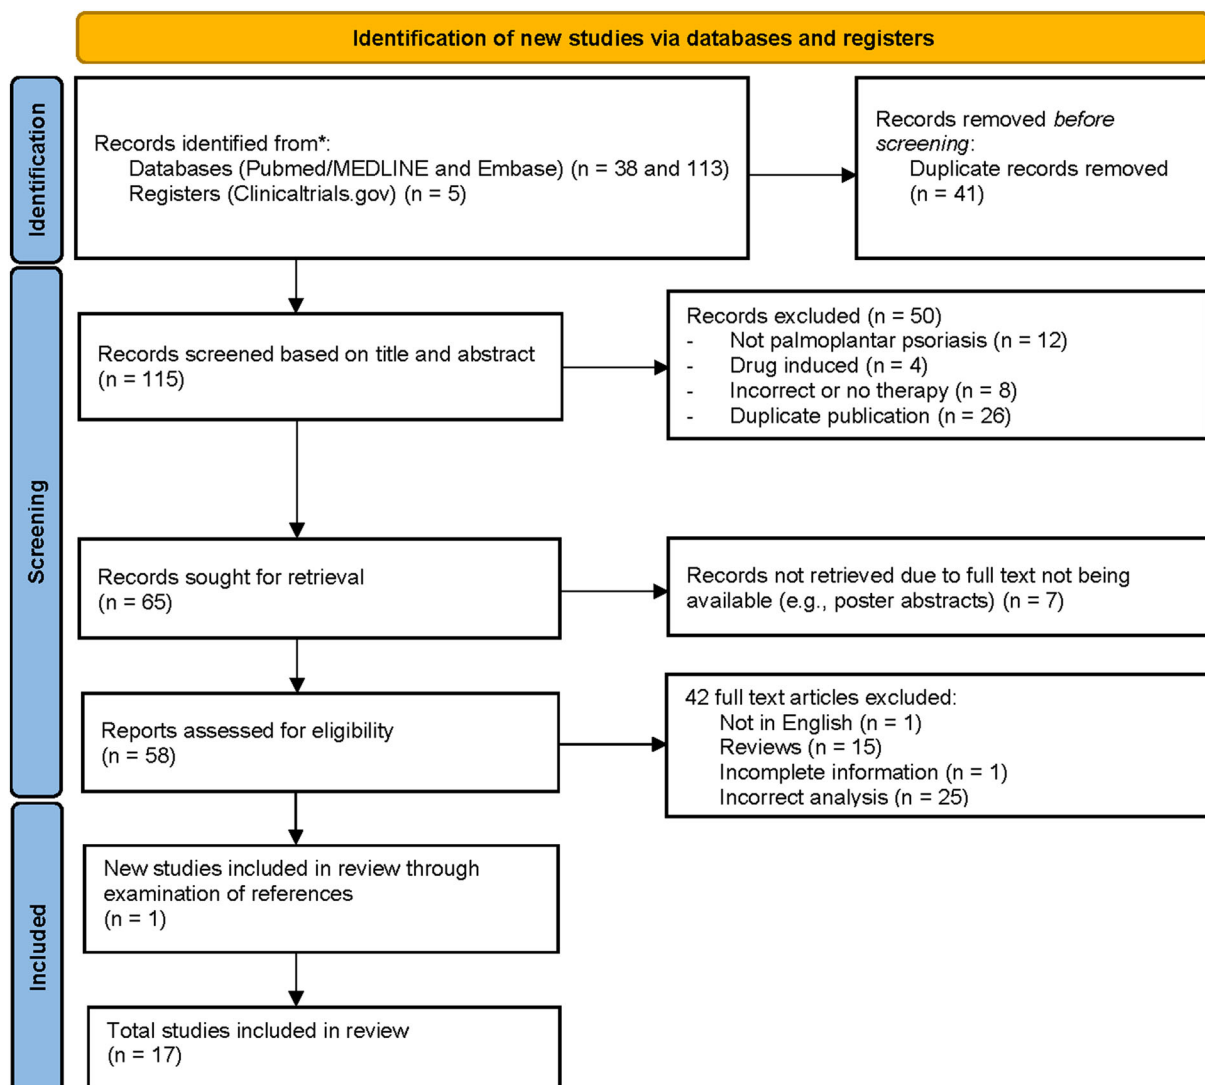 Identification of new studies via databases and registers
Identification
Records identified from*:
Databases (Pubmed/MEDLINE and Embase) (n = 38 and 113)
Registers (Clinicaltrials.gov) (n = 5)
Records removed before
screening:
Duplicate records removed
(n = 41)
Screening
Records screened based on title and abstract
(n = 115)
Records excluded (n = 50)
- Not palmoplantar psoriasis (n = 12)
- Drug induced (n = 4)
- Incorrect or no therapy (n = 8)
- Duplicate publication (n = 26)
Records sought for retrieval
(n = 65)
Records not retrieved due to full text not being
available (e.g., poster abstracts) (n = 7)
Reports assessed for eligibility
(n = 58)
42 full text articles excluded:
Not in English (n = 1)
Reviews (n = 15)
Incomplete information (n = 1)
Incorrect analysis (n = 25)
Included
New studies included in review through
examination of references
(n = 1)
Total studies included in review
(n = 17)